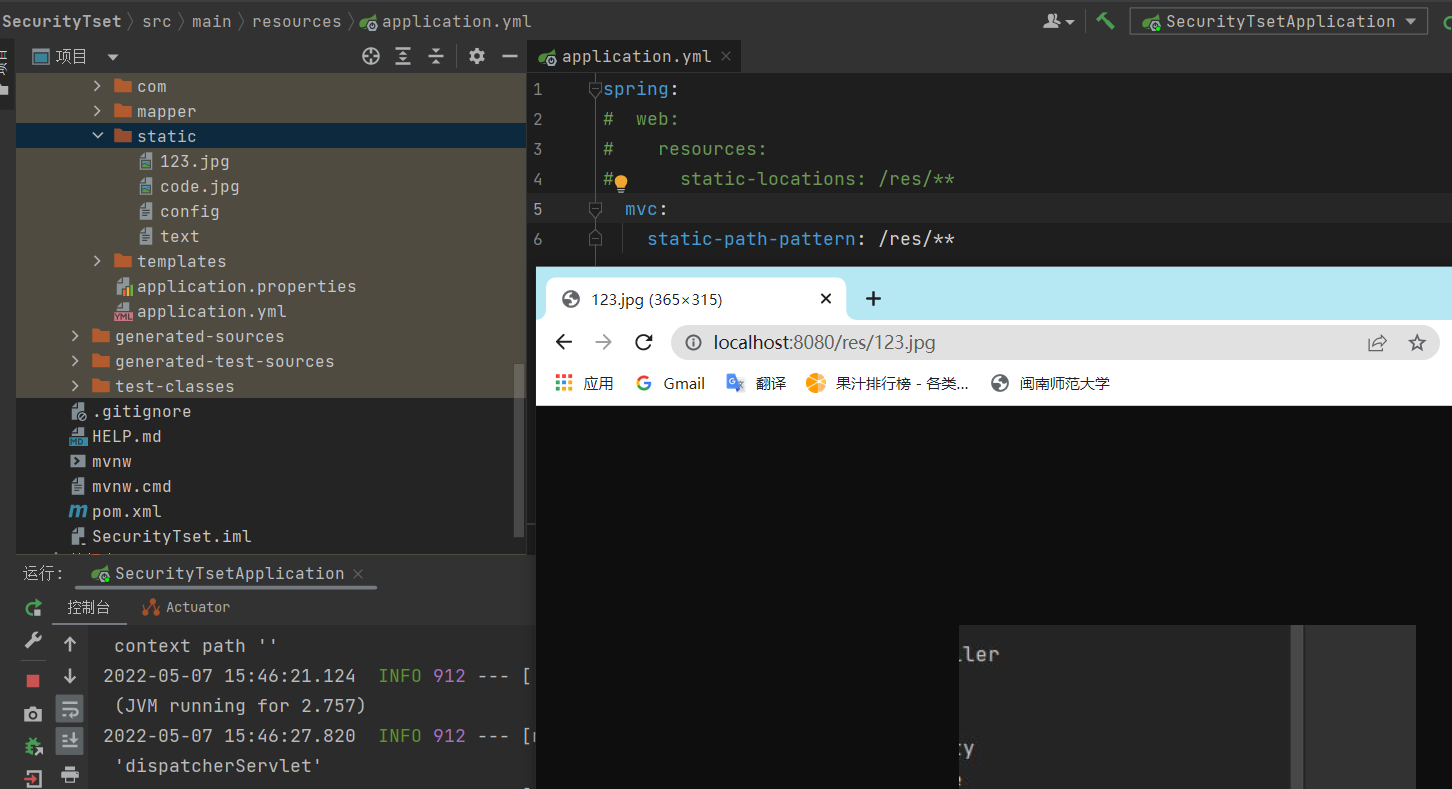 SecurityTset 〉 src 〉 main 〉 resources 〉 application.yml
SecurityTsetApplication
项目
application.yml
com
mapper
static
123.jpg
code.jpg
config
text
templates
application.properties
application.yml
generated-sources
generated-test-sources
test-classes
.gitignore
HELP.md
mvnw
mvnw.cmd
pom.xml
SecurityTset.iml
1 spring:
2 #  web:
3 #    resources:
4 #      static-locations: /res/**
5   mvc:
6     static-path-pattern: /res/**
123.jpg (365×315)
localhost:8080/res/123.jpg
应用 Gmail 翻译 果汁排行榜 - 各类... 闽南师范大学
运行: SecurityTsetApplication
控制台 Actuator
context path ''
2022-05-07 15:46:21.124  INFO 912 --- [
(JVM running for 2.757)
2022-05-07 15:46:27.820  INFO 912 --- [
'dispatcherServlet'
ller